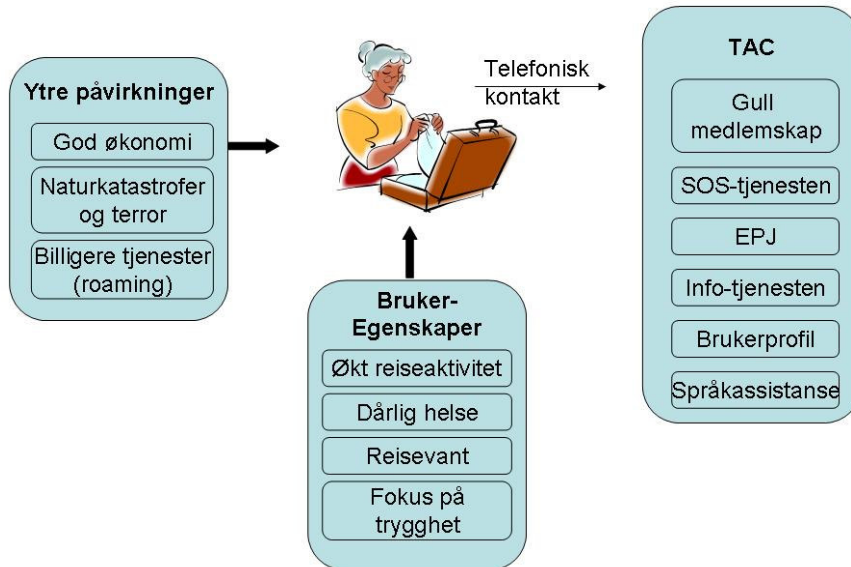 Ytre påvirkninger
God økonomi
Naturkatastrofer
og terror
Billigere tjenester
(roaming)
Telefonisk
kontakt
Bruker-
Egenskaper
Økt reiseaktivitet
Dårlig helse
Reisevant
Fokus på
trygghet
TAC
Gull
medlemskap
SOS-tjenesten
EPJ
Info-tjenesten
Brukerprofil
Språkassistanse